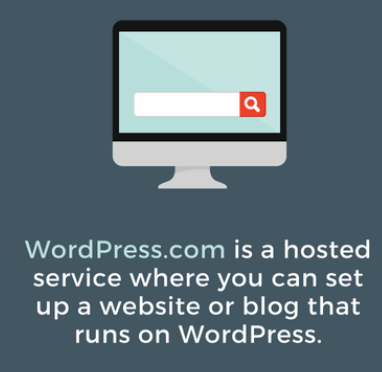 WordPress.com is a hosted
service where you can set
up a website or blog that
runs on WordPress.